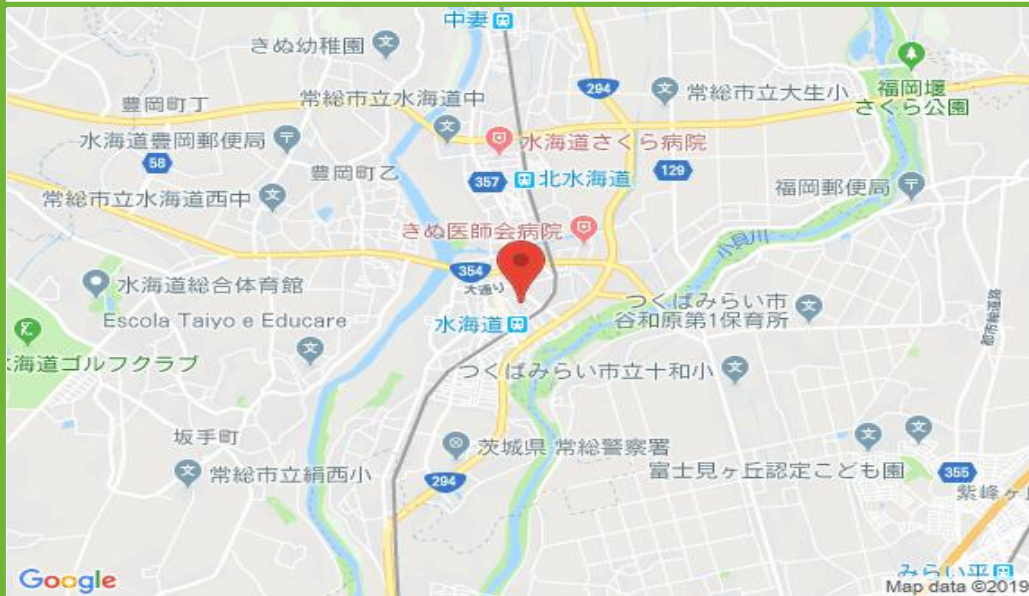 中妻
きぬ幼稚園
福岡堰
さくら公園
294
常総市立大生小
豊岡町丁
常総市立水海道中
水海道豊岡郵便局
水海道さくら病院
58
豊岡町乙
357
北水海道
129
福岡郵便局
常総市立水海道西中
きぬ医師会病院
小貝川
354
大通り
水海道総合体育館
つくばみらい市
谷和原第1保育所
Escola Taiyo e Educare
水海道
都市軸道路
海道ゴルフクラブ
つくばみらい市立十和小
坂手町
茨城県 常総警察署
常総市立絹西小
294
富士見ヶ丘認定こども園
355
紫峰ヶ丘
みらい平
Google
Map data ©2019